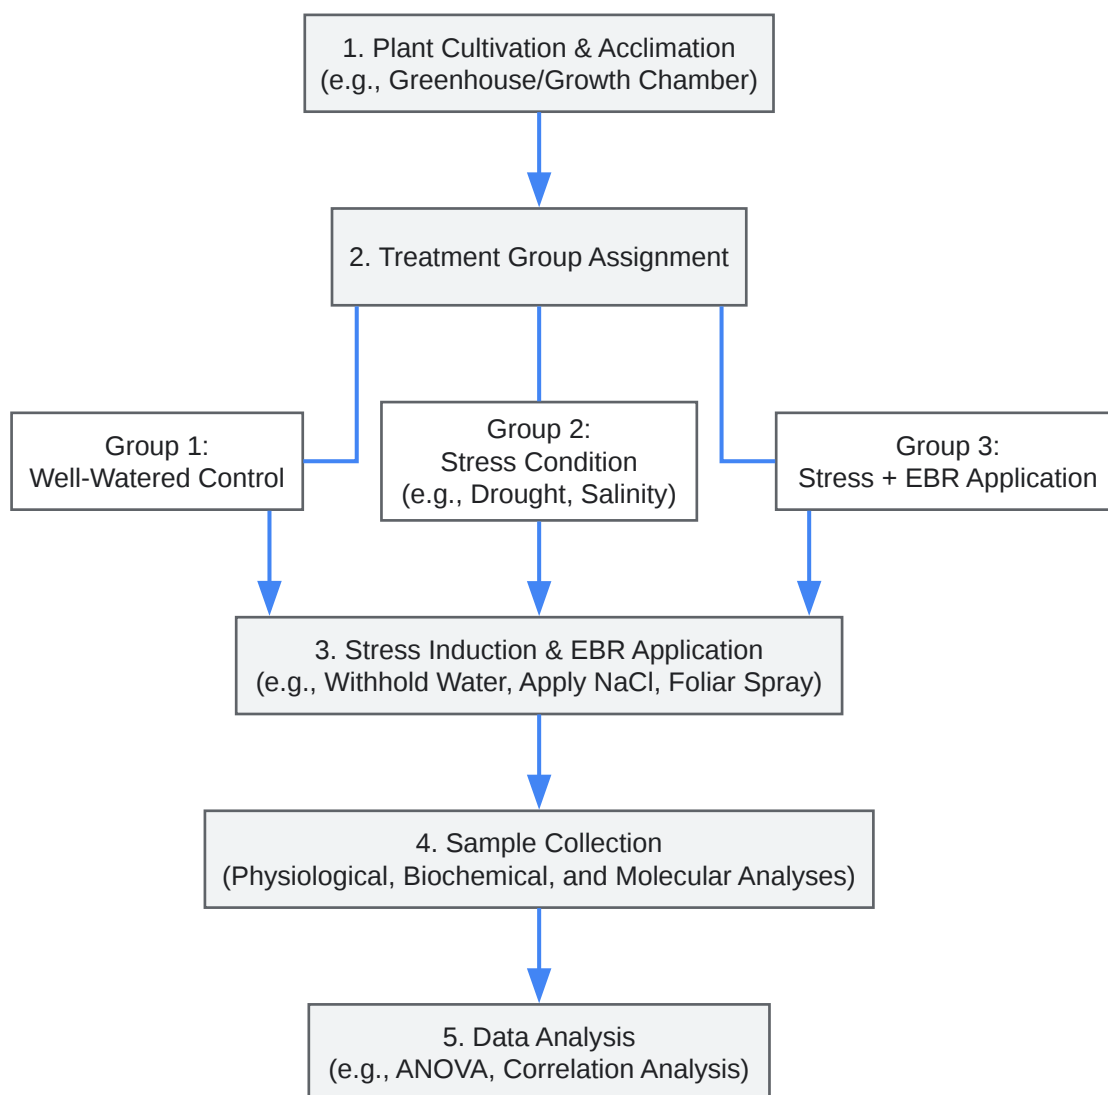 1. Plant Cultivation & Acclimation
(e.g., Greenhouse/Growth Chamber)
2. Treatment Group Assignment
Group 1:
Well-Watered Control
Group 2:
Stress Condition
(e.g., Drought, Salinity)
Group 3:
Stress + EBR Application
3. Stress Induction & EBR Application
(e.g., Withhold Water, Apply NaCl, Foliar Spray)
4. Sample Collection
(Physiological, Biochemical, and Molecular Analyses)
5. Data Analysis
(e.g., ANOVA, Correlation Analysis)